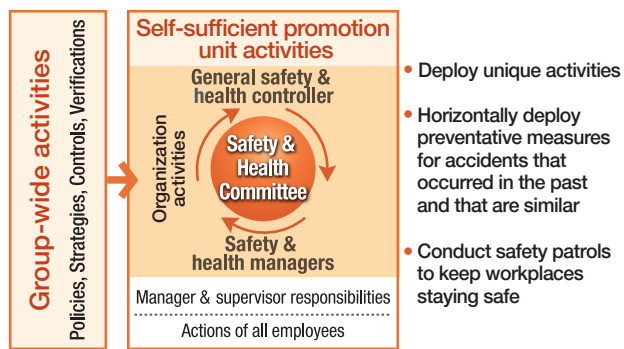 Group-wide activities
Policies, Strategies, Controls, Verifications
Self-sufficient promotion
unit activities
General safety &
health controller
Organization
activities
Safety &
Health
Committee
Safety &
health managers
Manager & supervisor responsibilities
Actions of all employees
• Deploy unique activities
• Horizontally deploy
preventative measures
for accidents that
occurred in the past
and that are similar
• Conduct safety patrols
to keep workplaces
staying safe